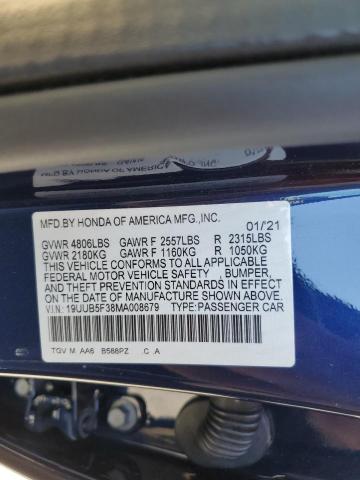 MFD.BY HONDA OF AMERICA MFG.,INC. 01/'21
GVWR 4806LBS GAWR F 2557LBS R 2315LBS
GVWR 2180KG GAWR F 1160KG R 1050KG
THIS VEHICLE CONFORMS TO ALL APPLICABLE
FEDERAL MOTOR VEHICLE SAFETY , BUMPER,
AND THEFT PREVENTION STANDARDS IN EFFECT
ON THE DATE OF MANUFACTURE SHOWN ABOVE.
V.I.N: 19UUB5F38MA008679 TYPE:PASSENGER CAR
TGV M AA6 B588PZ .C .A